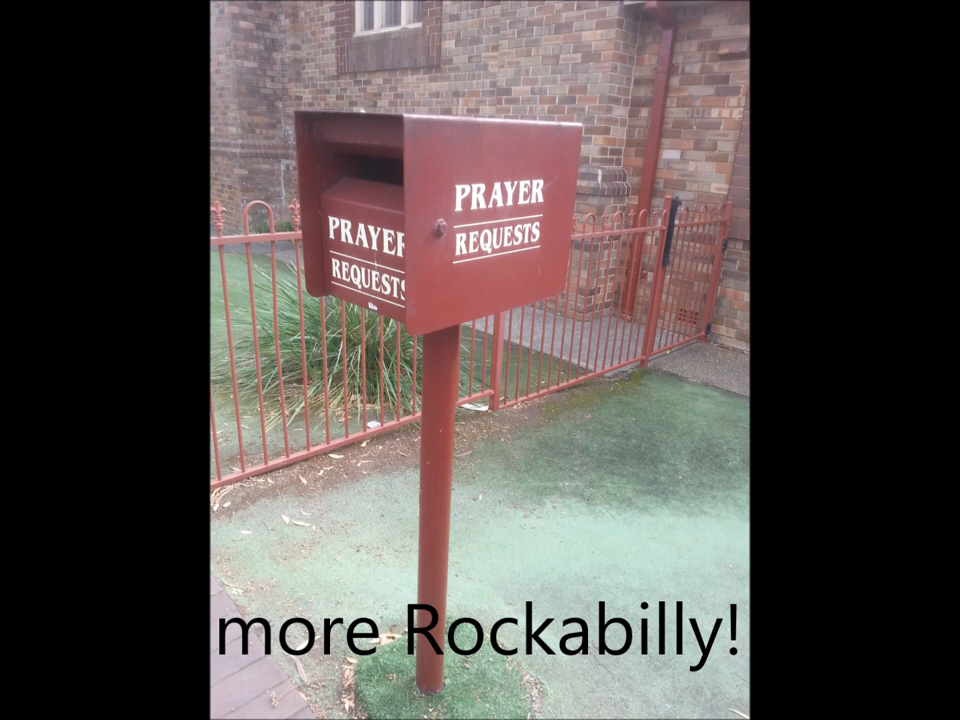 PRAYER
REQUESTS
PRAYER
REQUESTS
more Rockabilly!